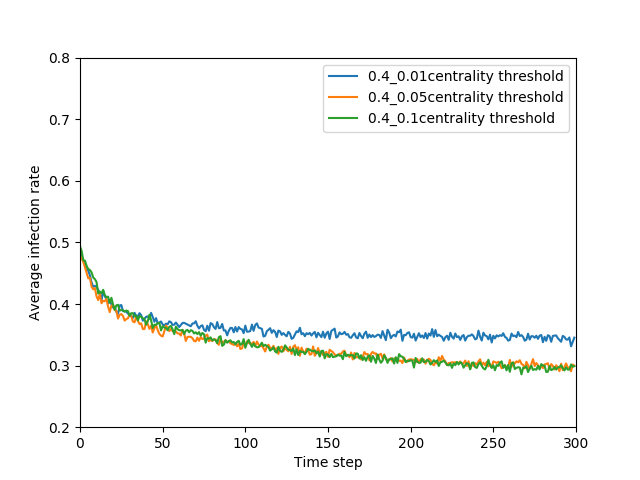 0.8
0.7
0.6
0.5
0.4
0.3
0.2
Average infection rate
0.4_0.01centrality threshold
0.4_0.05centrality threshold
0.4_0.1centrality threshold
0 50 100 150 200 250 300
Time step